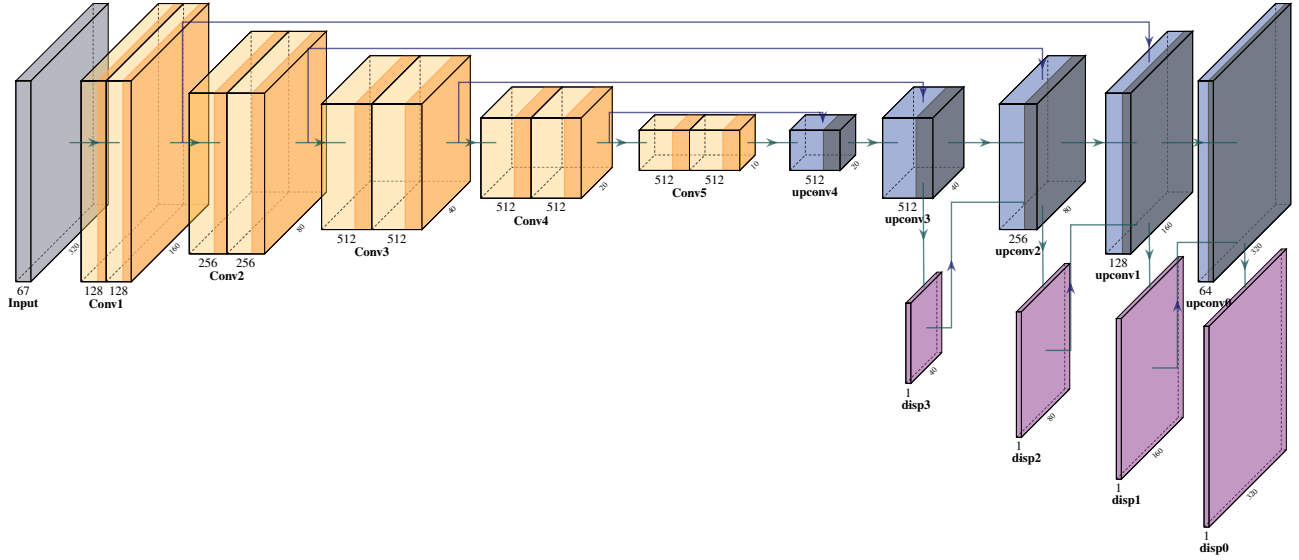 320
67
Input
160
128 128
Conv1
80
256 256
Conv2
40
512 512
Conv3
20
512 512
Conv4
10
512 512
Conv5
20
512
upconv4
40
512
upconv3
80
256
upconv2
160
128
upconv1
320
64
upconv0
40
1
disp3
80
1
disp2
160
1
disp1
320
1
disp0